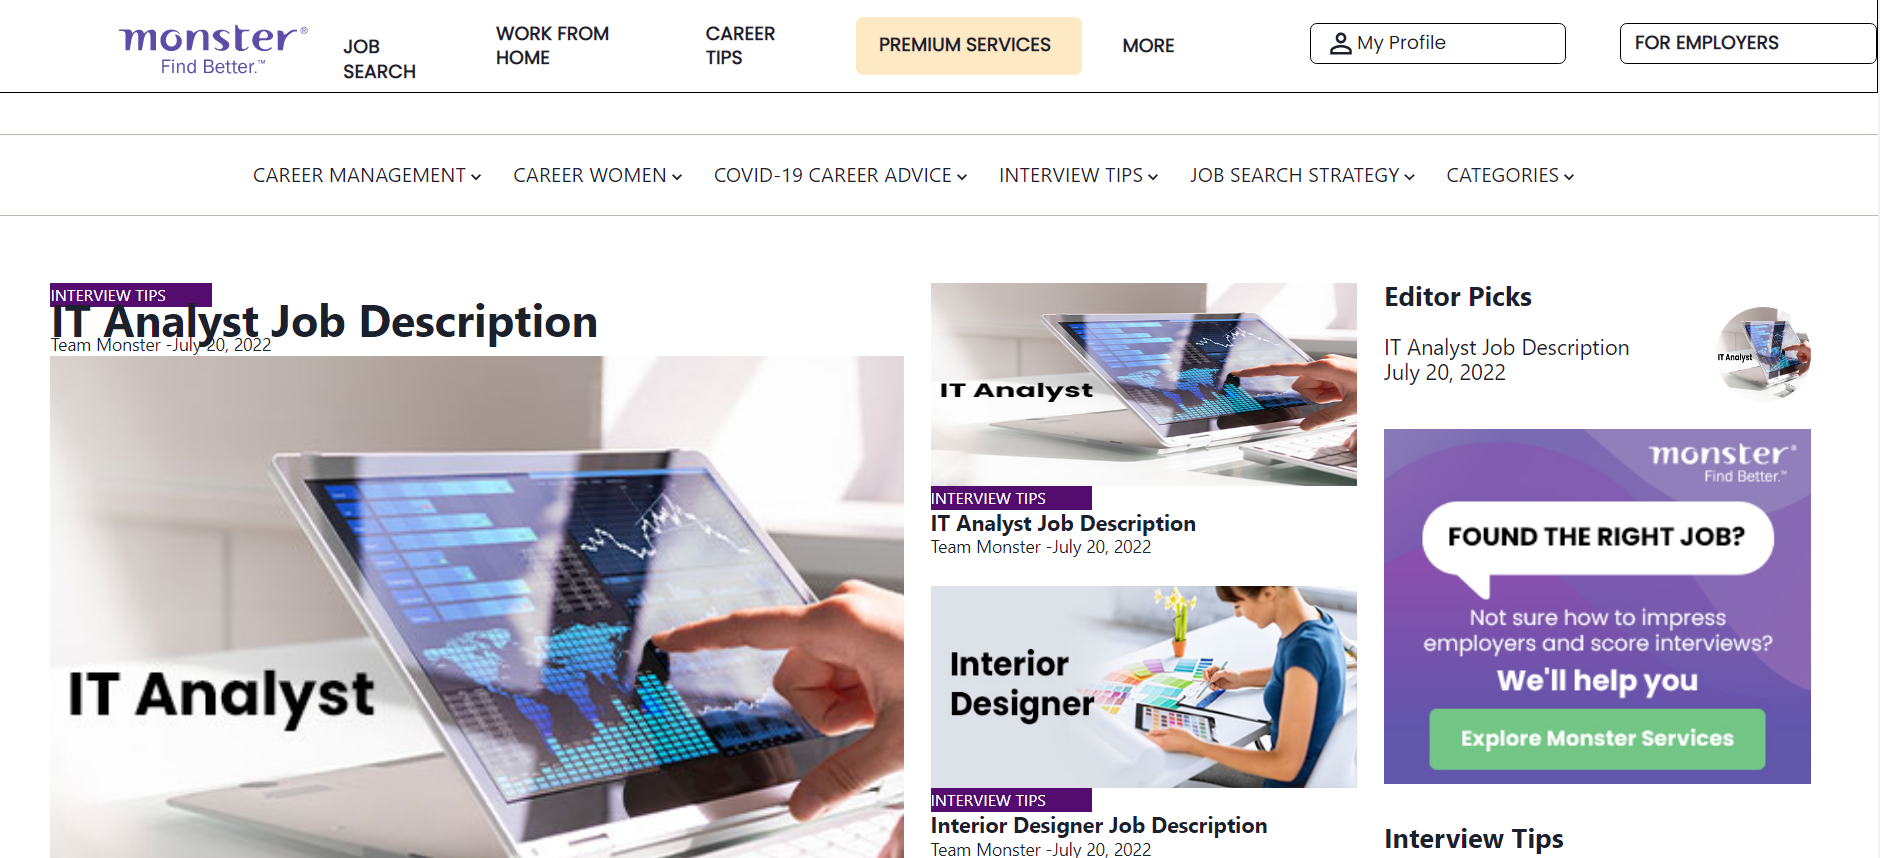 monster®
Find Better.™
JOB
SEARCH
WORK FROM
HOME
CAREER
TIPS
PREMIUM SERVICES
MORE
My Profile
FOR EMPLOYERS
CAREER MANAGEMENT
CAREER WOMEN
COVID-19 CAREER ADVICE
INTERVIEW TIPS
JOB SEARCH STRATEGY
CATEGORIES
INTERVIEW TIPS
IT Analyst Job Description
Team Monster -July 20, 2022
IT Analyst
IT Analyst
INTERVIEW TIPS
IT Analyst Job Description
Team Monster -July 20, 2022
Interior
Designer
INTERVIEW TIPS
Interior Designer Job Description
Team Monster -July 20, 2022
Editor Picks
IT Analyst Job Description
July 20, 2022
IT Analyst
monster®
Find Better.™
FOUND THE RIGHT JOB?
Not sure how to impress
employers and score interviews?
We'll help you
Explore Monster Services
Interview Tips